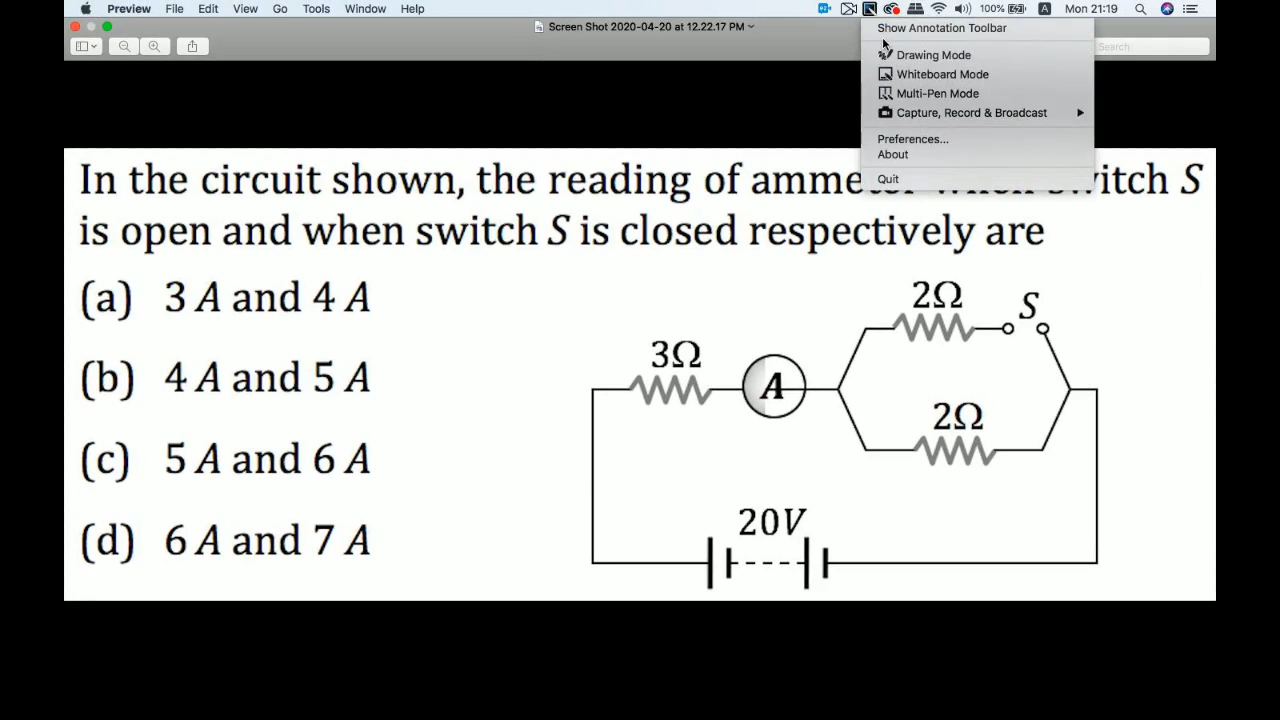 Preview File Edit View Go Tools Window Help 100% A Mon 21:19
Screen Shot 2020-04-20 at 12.22.17 PM
Search
Show Annotation Toolbar
Drawing Mode
Whiteboard Mode
Multi-Pen Mode
Capture, Record & Broadcast
Preferences...
About
Quit
In the circuit shown, the reading of S
is open and when switch S is closed respectively are
(a) 3 A and 4 A
(b) 4 A and 5 A
(c) 5 A and 6 A
(d) 6 A and 7 A
2Ω S
3Ω
A
2Ω
20V